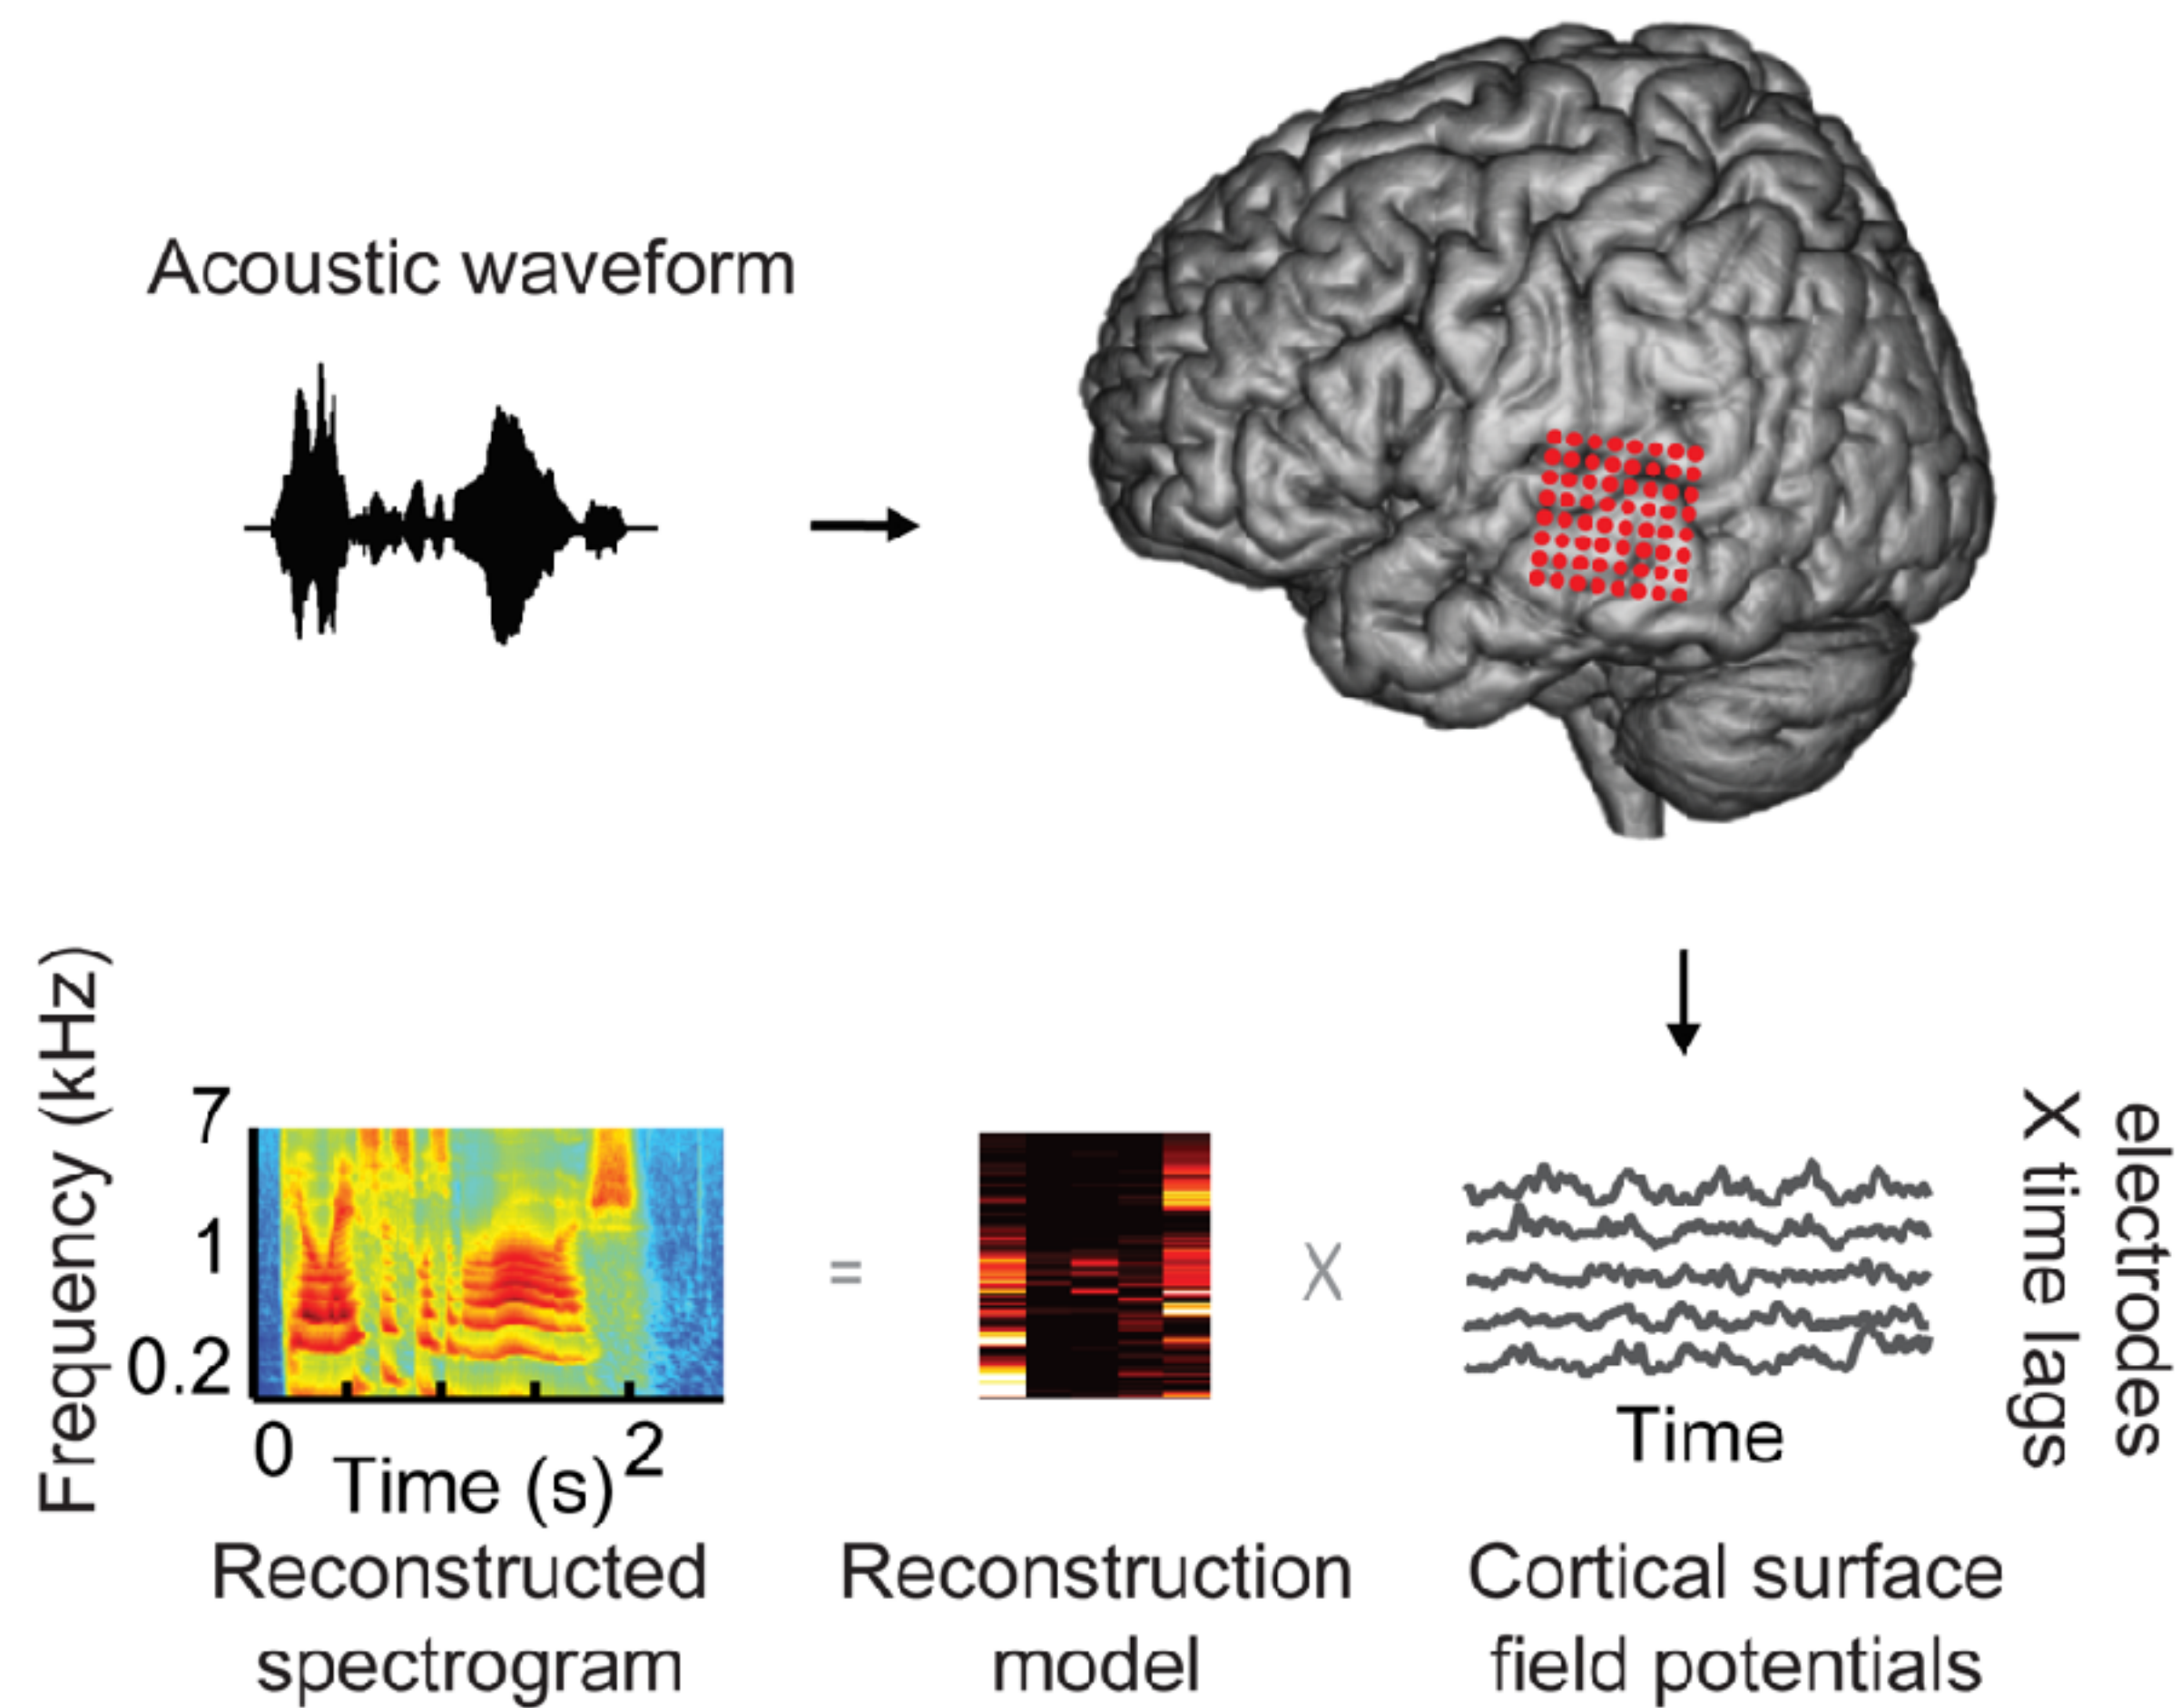 Acoustic waveform
Frequency (kHz)
7
1
0.2
0
2
Time (s)
Reconstructed
spectrogram
=
Reconstruction
model
X
Time
electrodes
X time lags
Cortical surface
field potentials